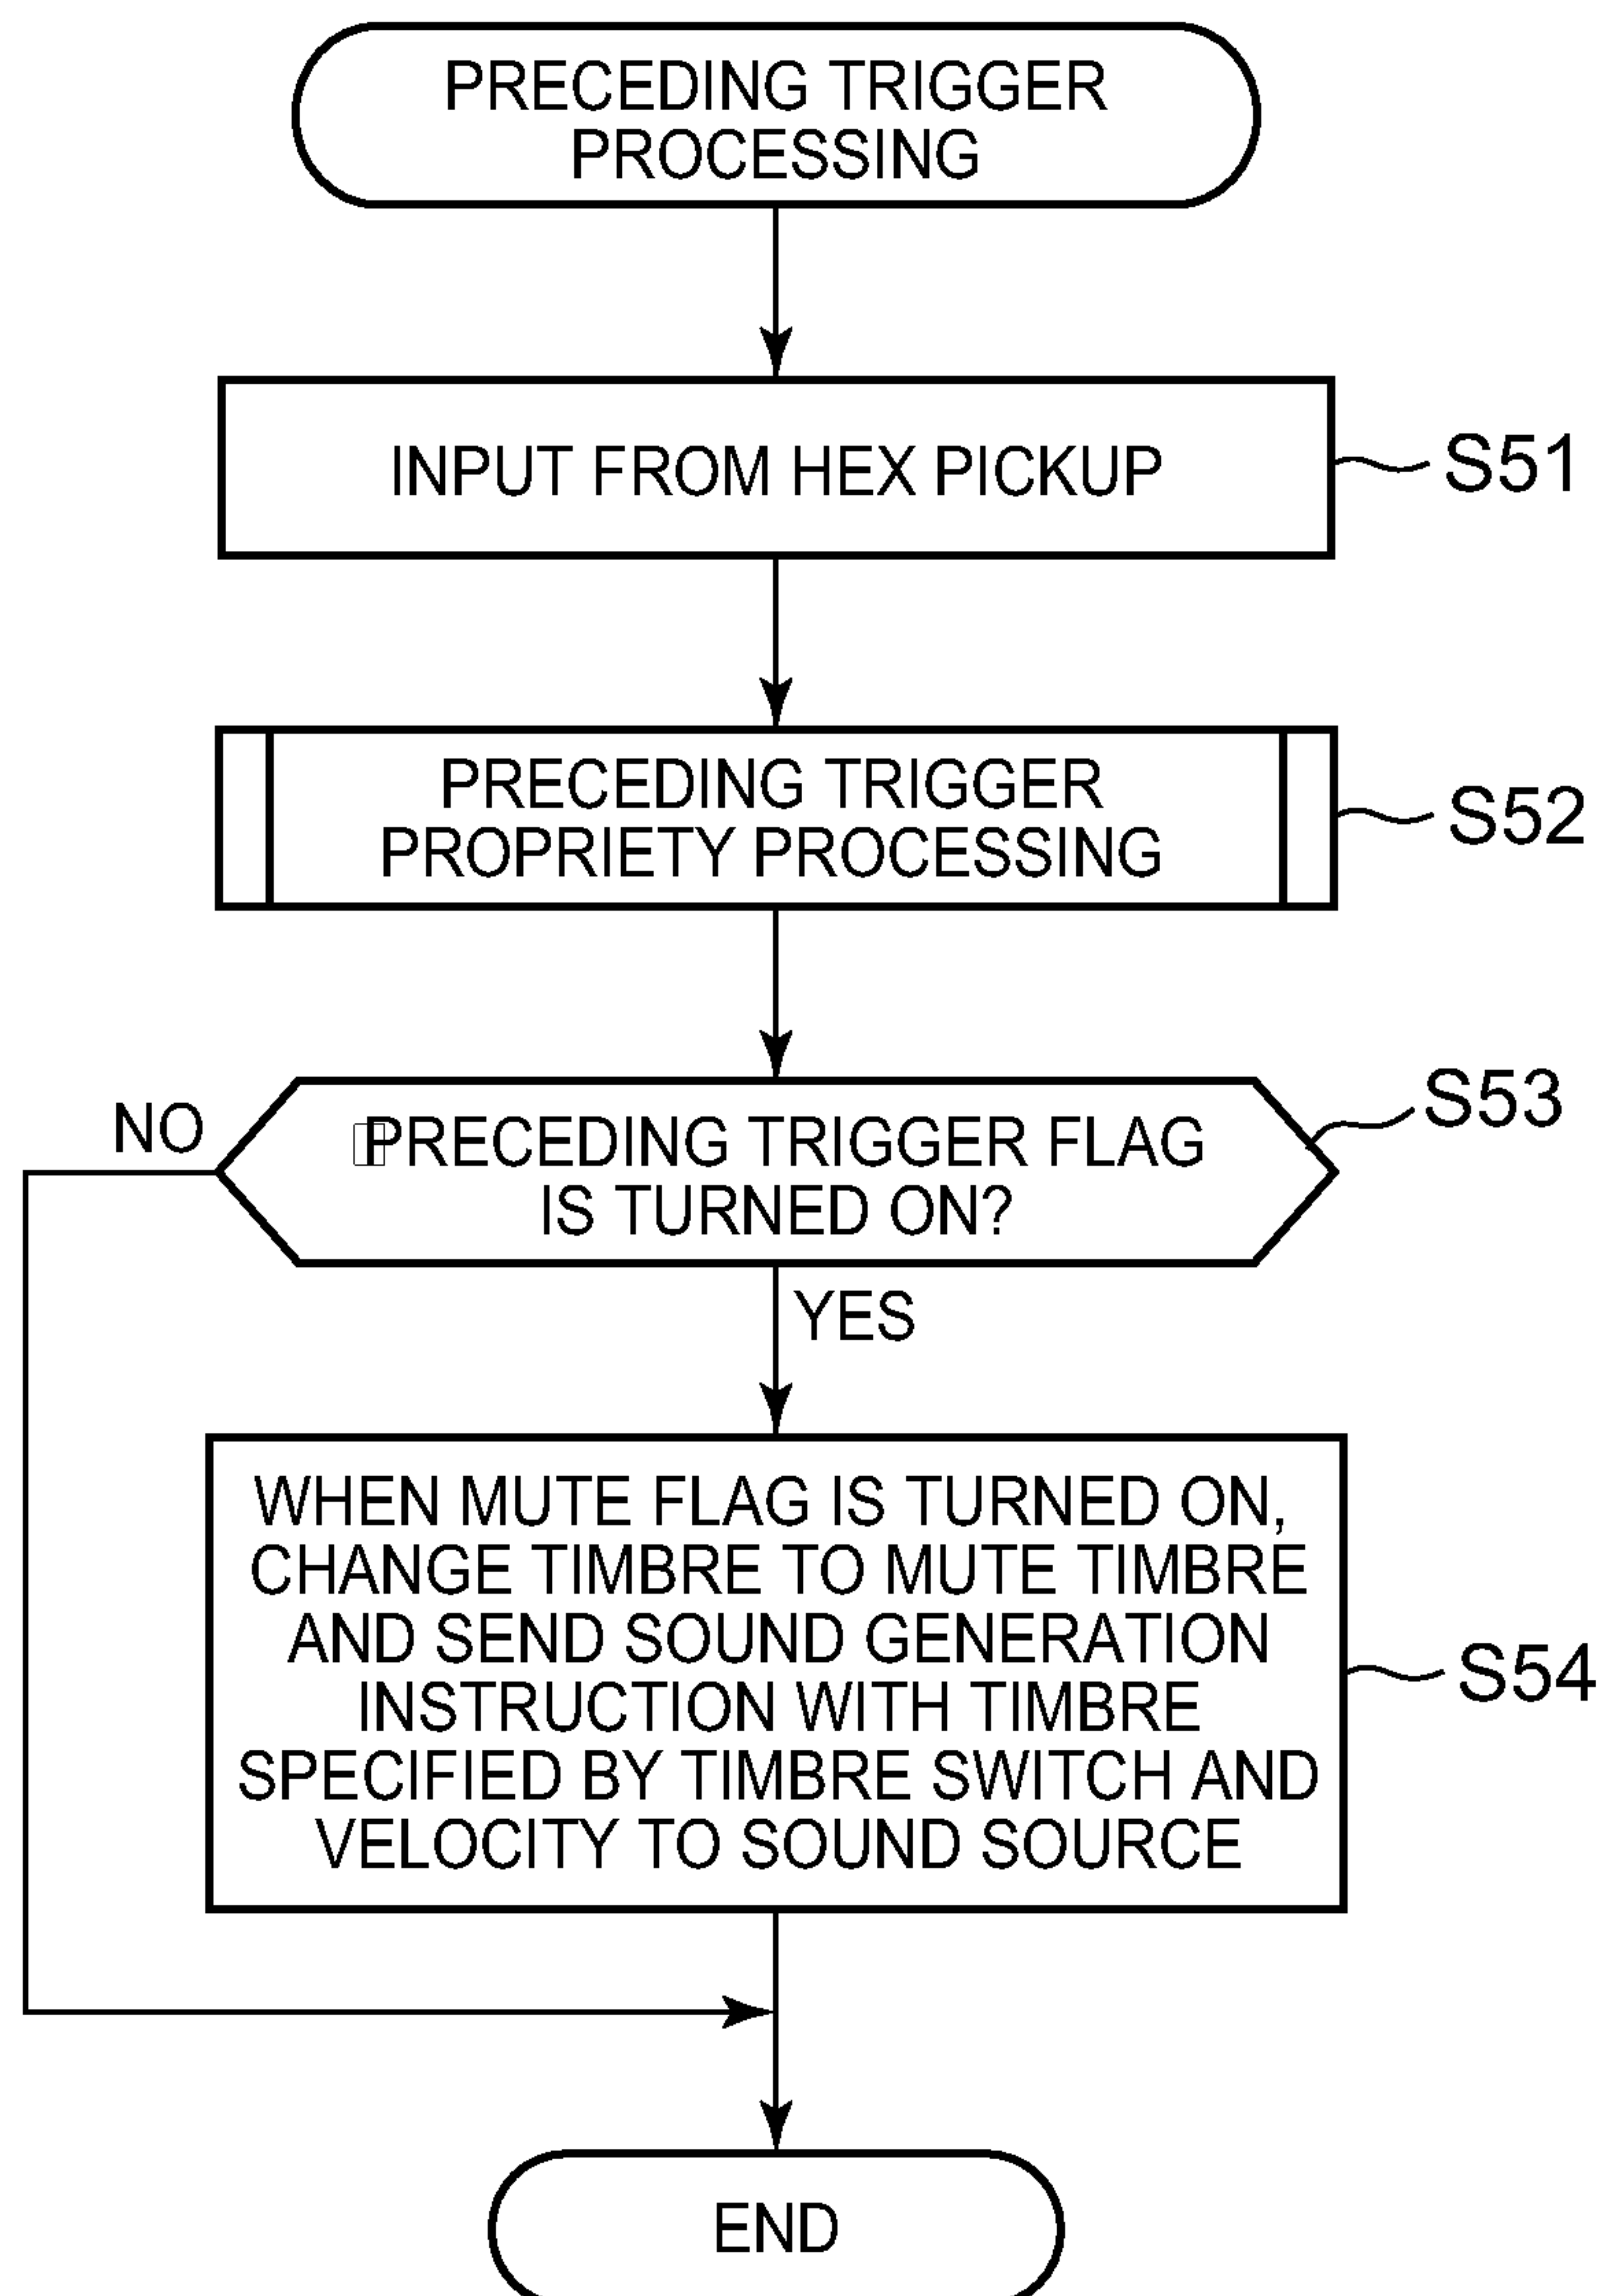 PRECEDING TRIGGER
PROCESSING
INPUT FROM HEX PICKUP
S51
PRECEDING TRIGGER
PROPRIETY PROCESSING
S52
NO
PRECEDING TRIGGER FLAG
IS TURNED ON?
S53
YES
WHEN MUTE FLAG IS TURNED ON,
CHANGE TIMBRE TO MUTE TIMBRE
AND SEND SOUND GENERATION
INSTRUCTION WITH TIMBRE
SPECIFIED BY TIMBRE SWITCH AND
VELOCITY TO SOUND SOURCE
S54
END